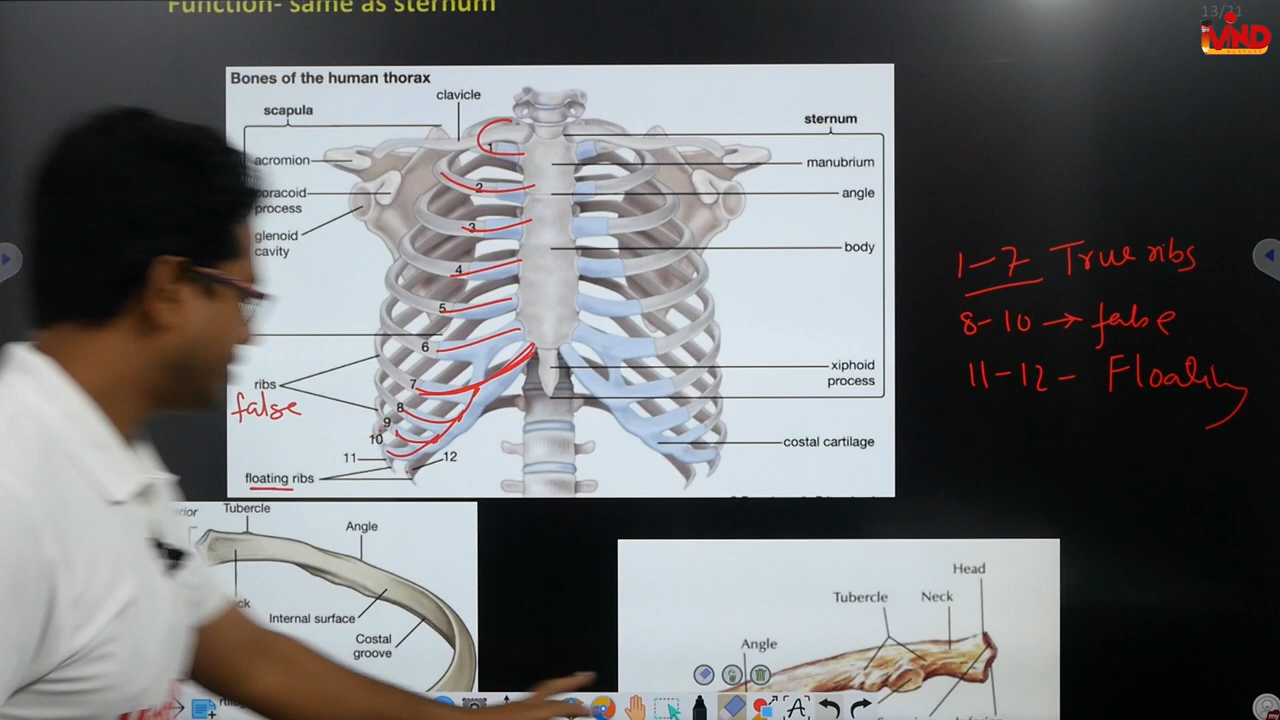 Function- same as sternum
13/21
MIND
Bones of the human thorax
clavicle
scapula
sternum
acromion
manubrium
coracoid
process
angle
glenoid
cavity
body
1
2
3
4
5
6
7
8
9
10
11
12
ribs
false
xiphoid
process
costal cartilage
floating ribs
1-7 True ribs
8-10 → false
11-12 - Floating
Tubercle
Angle
Internal surface
Costal
groove
Head
Tubercle
Neck
Angle